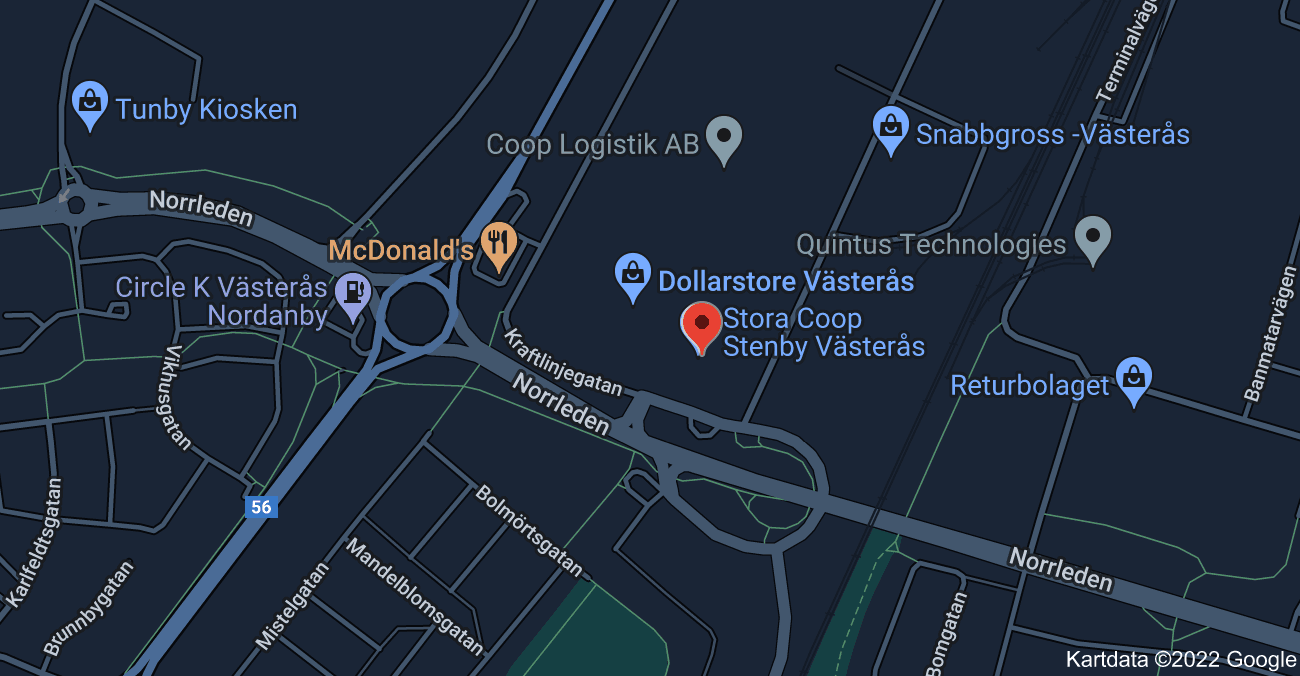 Terminalvägen
Tunby Kiosken
Snabbgross -Västerås
Coop Logistik AB
Norrleden
McDonald's
Quintus Technologies
Circle K Västerås
Nordanby
Dollarstore Västerås
Stora Coop
Stenby Västerås
Banmatarvägen
Kraftlinjegatan
Vikhusgatan
Norrleden
Returbolaget
56
Bolmörtsgatan
Karlfeldtsgatan
Mandelblomsgatan
Norrleden
Brunnbygatan
Mistelgatan
Bomgatan
Kartdata ©2022 Google